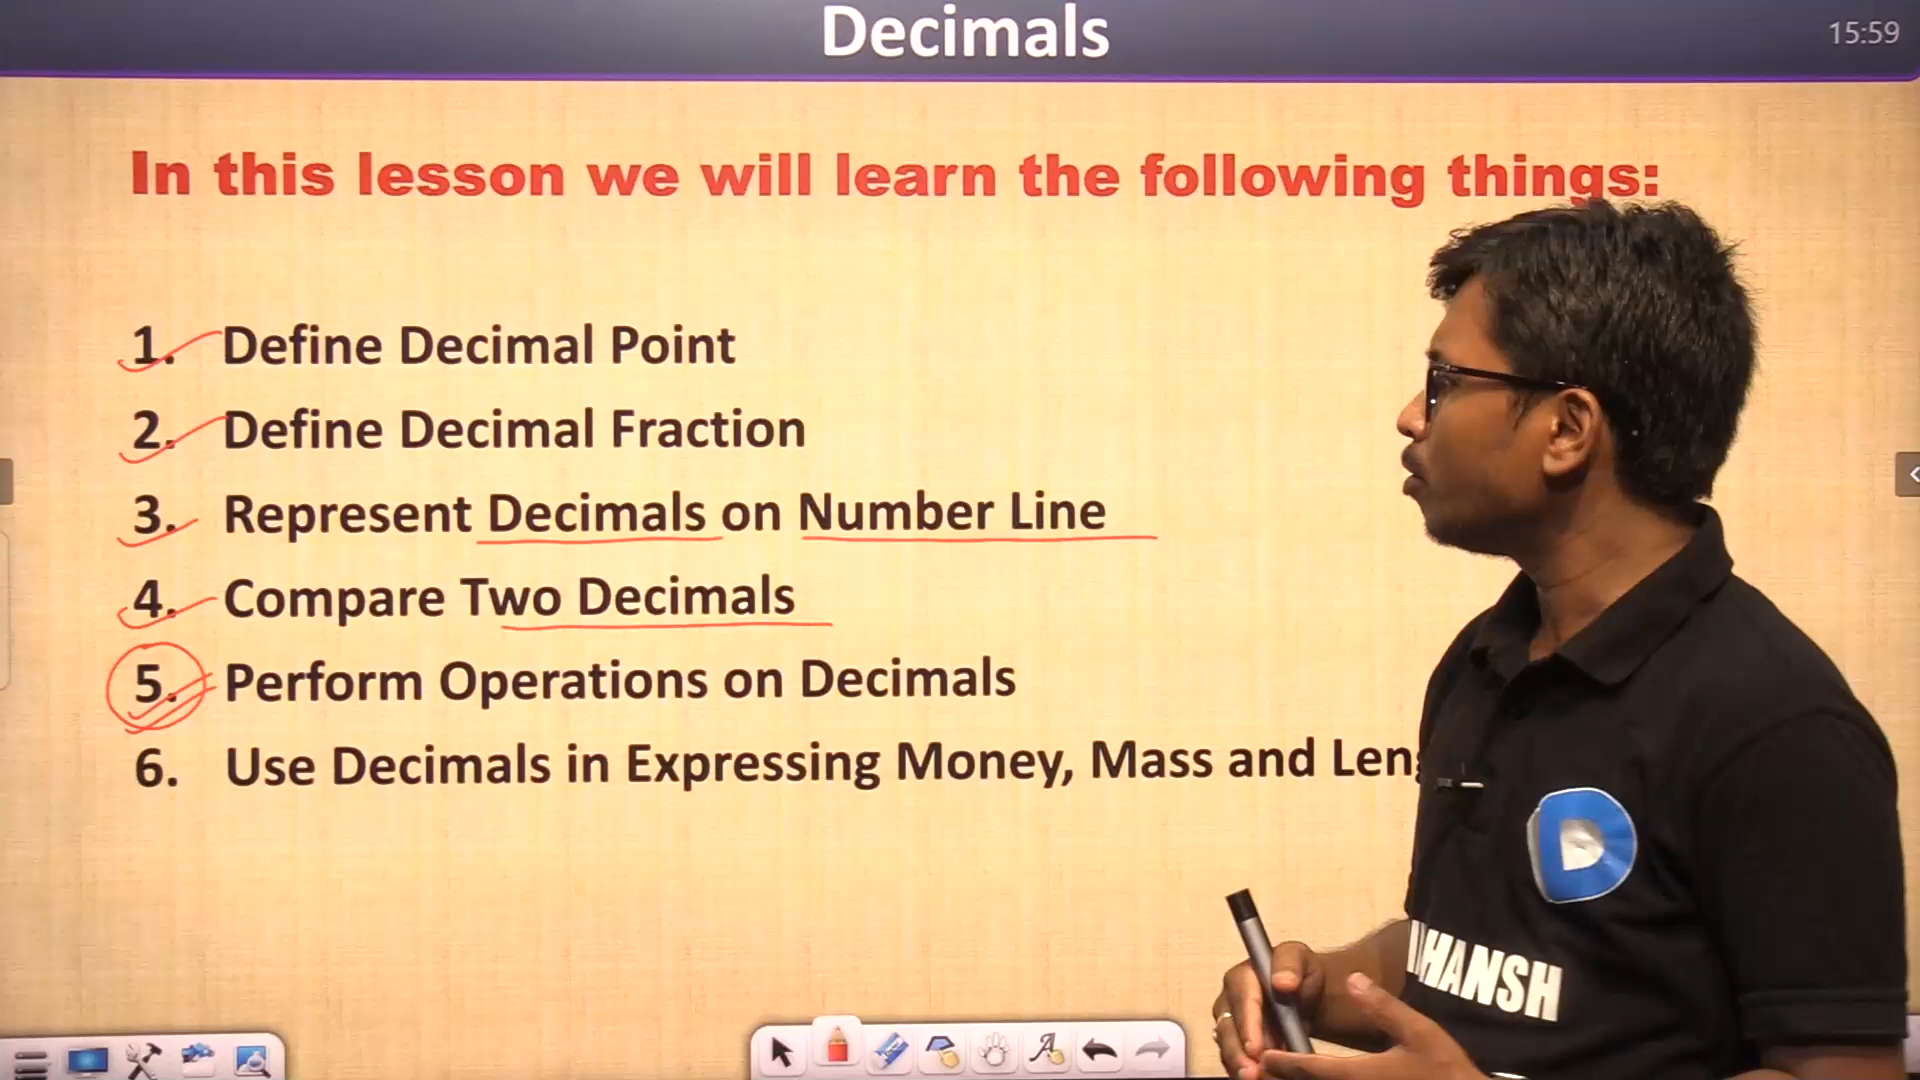 Decimals
15:59
In this lesson we will learn the following things:
1. Define Decimal Point
2. Define Decimal Fraction
3. Represent Decimals on Number Line
4. Compare Two Decimals
5. Perform Operations on Decimals
6. Use Decimals in Expressing Money, Mass and
D
HANSH